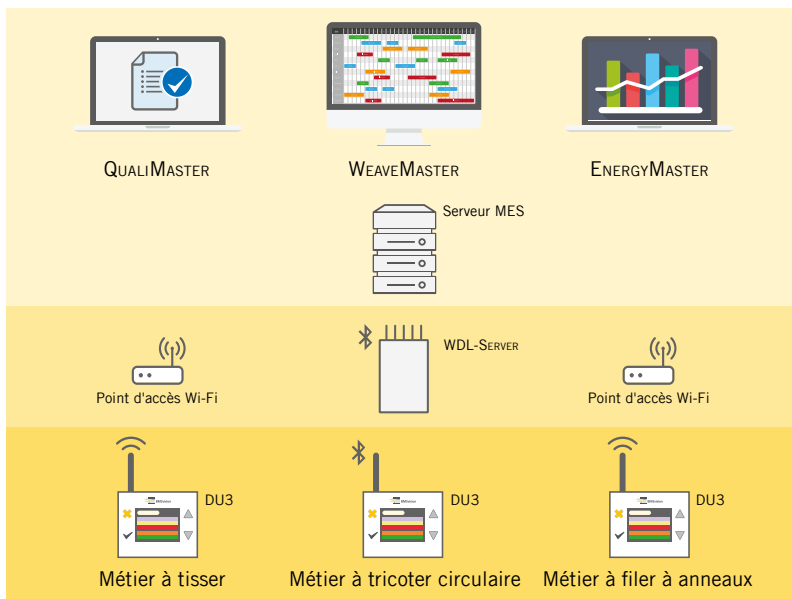 QualiMaster
WeaveMaster
EnergyMaster
Serveur MES
WDL-Server
Point d'accès Wi-Fi
Point d'accès Wi-Fi
DU3
DU3
DU3
Métier à tisser
Métier à tricoter circulaire
Métier à filer à anneaux